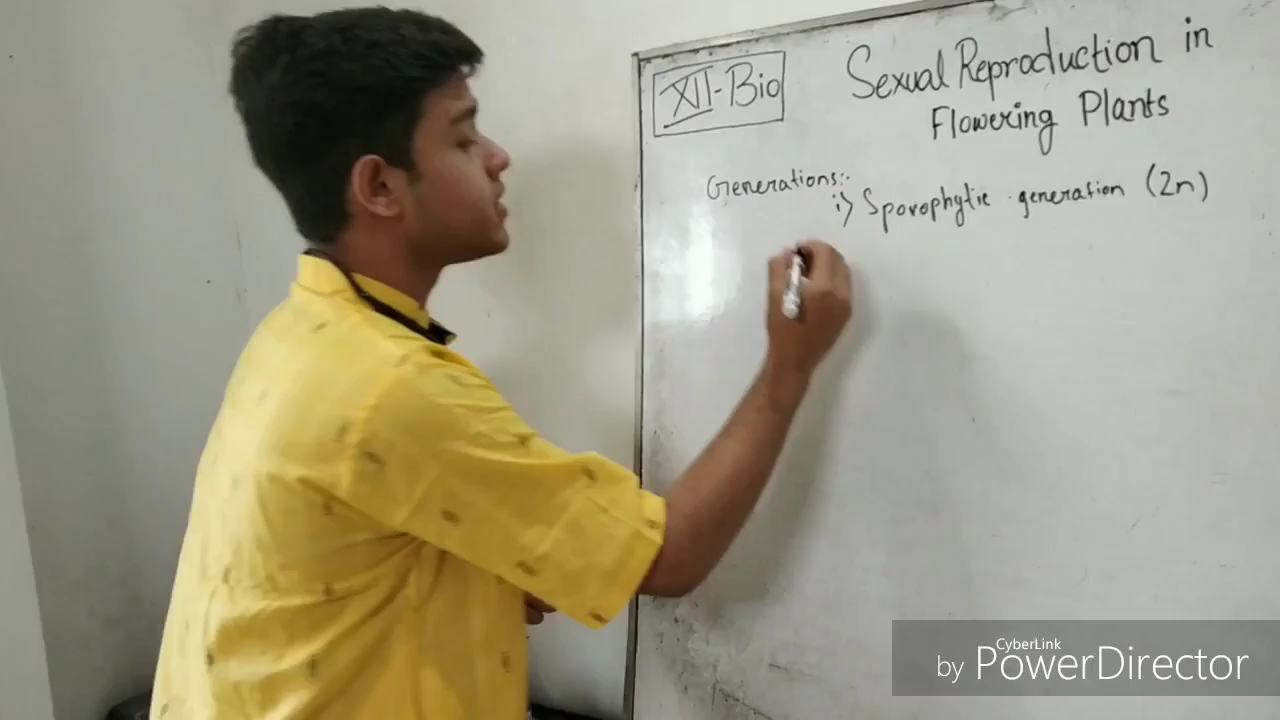 XII-Bio
Sexual Reproduction in
Flowering Plants
Generations:-
i) Sporophytic generation (2n)
CyberLink
by PowerDirector